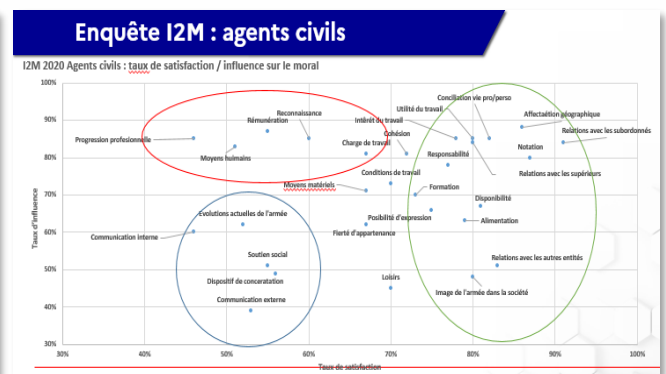 Enquête I2M : agents civils
I2M 2020 Agents civils : taux de satisfaction / influence sur le moral
100%
90%
80%
70%
60%
50%
40%
30%
Taux d'influence
Conciliation vie pro/perso
Utilité du travail
Affectaition géographique
Reconnaissance
Rémunération
Intérêt du travail
Relations avec les subordonnés
Cohésion
Progression profesionnelle
Charge de travail
Notation
Moyens humains
Responsabilité
Relations avec les supérieurs
Conditions de travail
Moyens matériels
Formation
Disponibilité
Evolutions actuelles de l'armée
Posibilité d'expression
Alimentation
Communication interne
Fierté d'appartenance
Soutien social
Relations avec les autres entités
Dispositif de conceratation
Loisirs
Image de l'armée dans la société
Communication externe
30% 40% 50% 60% 70% 80% 90% 100%
Taux de satisfaction